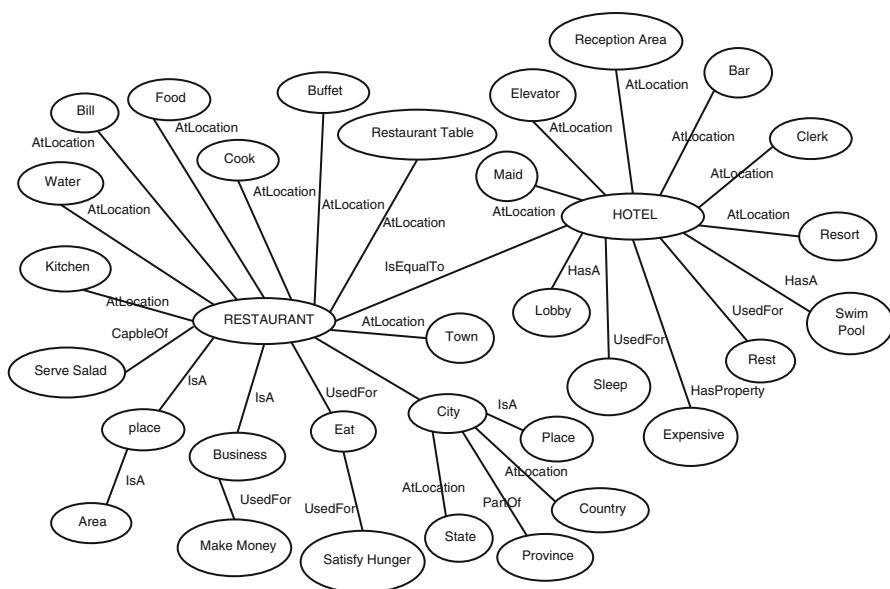 Reception Area
Bar
Elevator
AtLocation
Buffet
Food
Bill
AtLocation
AtLocation
AtLocation
Restaurant Table
AtLocation
Clerk
AtLocation
Cook
Maid
AtLocation
Water
AtLocation
AtLocation
AtLocation
AtLocation
AtLocation
HOTEL
AtLocation
Resort
Kitchen
IsEqualTo
HasA
HasA
AtLocation
Lobby
UsedFor
Swim
Pool
RESTAURANT
AtLocation
Town
CapbleOf
UsedFor
Rest
Serve Salad
Sleep
IsA
IsA
UsedFor
HasProperty
City
IsA
place
Eat
Place
Expensive
Business
AtLocation
IsA
AtLocation
UsedFor
UsedFor
PartOf
Country
Area
State
Make Money
Satisfy Hunger
Province